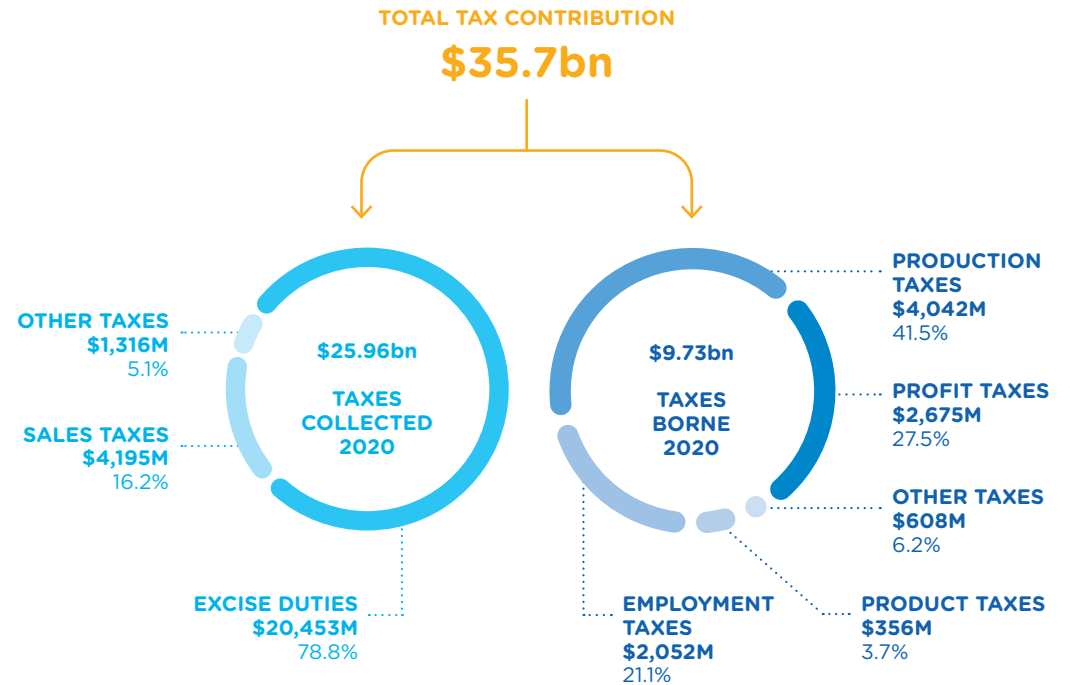 TOTAL TAX CONTRIBUTION
$35.7bn
OTHER TAXES
$1,316M
5.1%
SALES TAXES
$4,195M
16.2%
$25.96bn
TAXES
COLLECTED
2020
EXCISE DUTIES
$20,453M
78.8%
$9.73bn
TAXES
BORNE
2020
PRODUCTION
TAXES
$4,042M
41.5%
PROFIT TAXES
$2,675M
27.5%
OTHER TAXES
$608M
6.2%
EMPLOYMENT
TAXES
$2,052M
21.1%
PRODUCT TAXES
$356M
3.7%